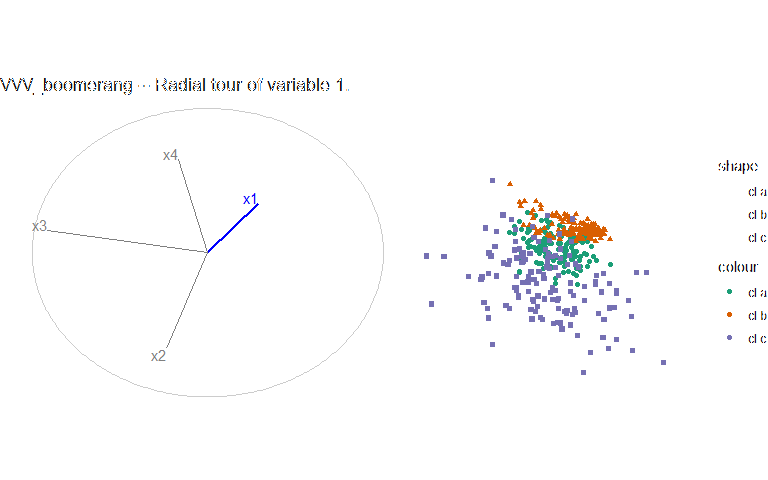 VVV_boomerang --- Radial tour of variable 1.
x4
x1
x3
x2
shape
cl a
cl b
cl c
colour
cl a
cl b
cl c